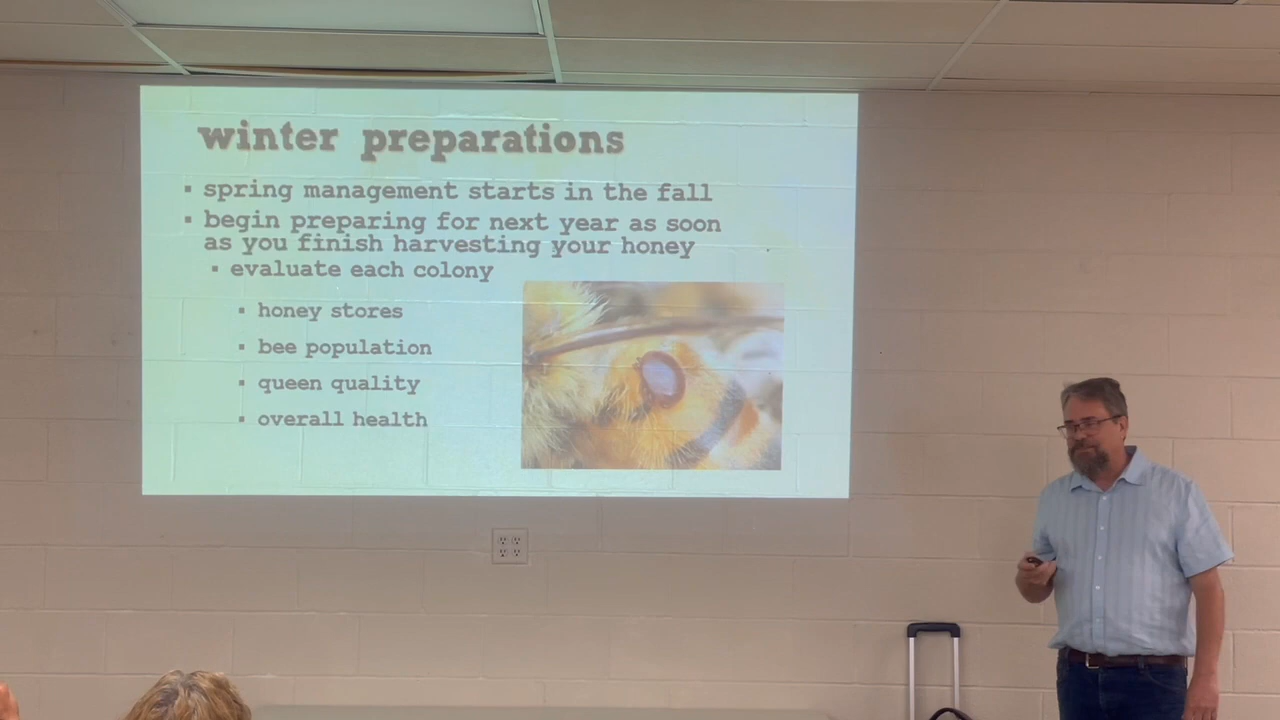 winter preparations
▪ spring management starts in the fall
▪ begin preparing for next year as soon
as you finish harvesting your honey
▪ evaluate each colony
▪ honey stores
▪ bee population
▪ queen quality
▪ overall health